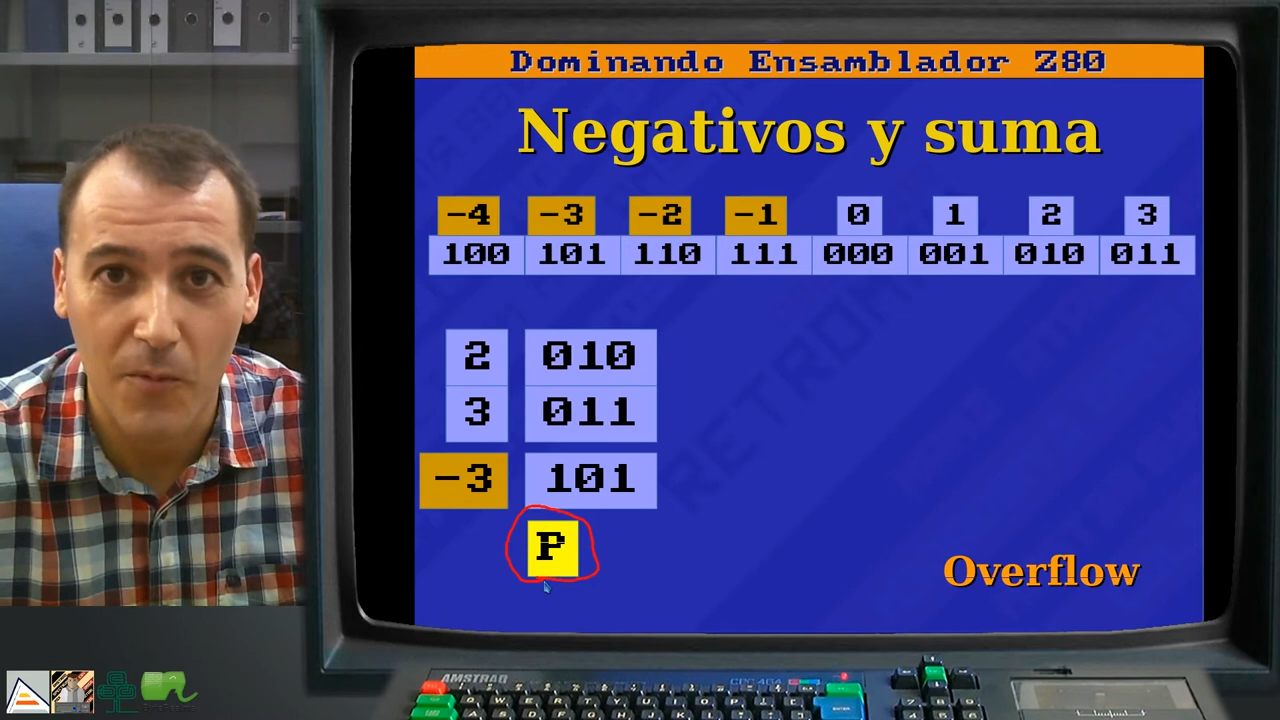 Dominando Ensamblador Z80
Negativos y suma
-4 -3 -2 -1 0 1 2 3
100 101 110 111 000 001 010 011
2 010
3 011
-3 101
P
Overflow
AMSTRAD